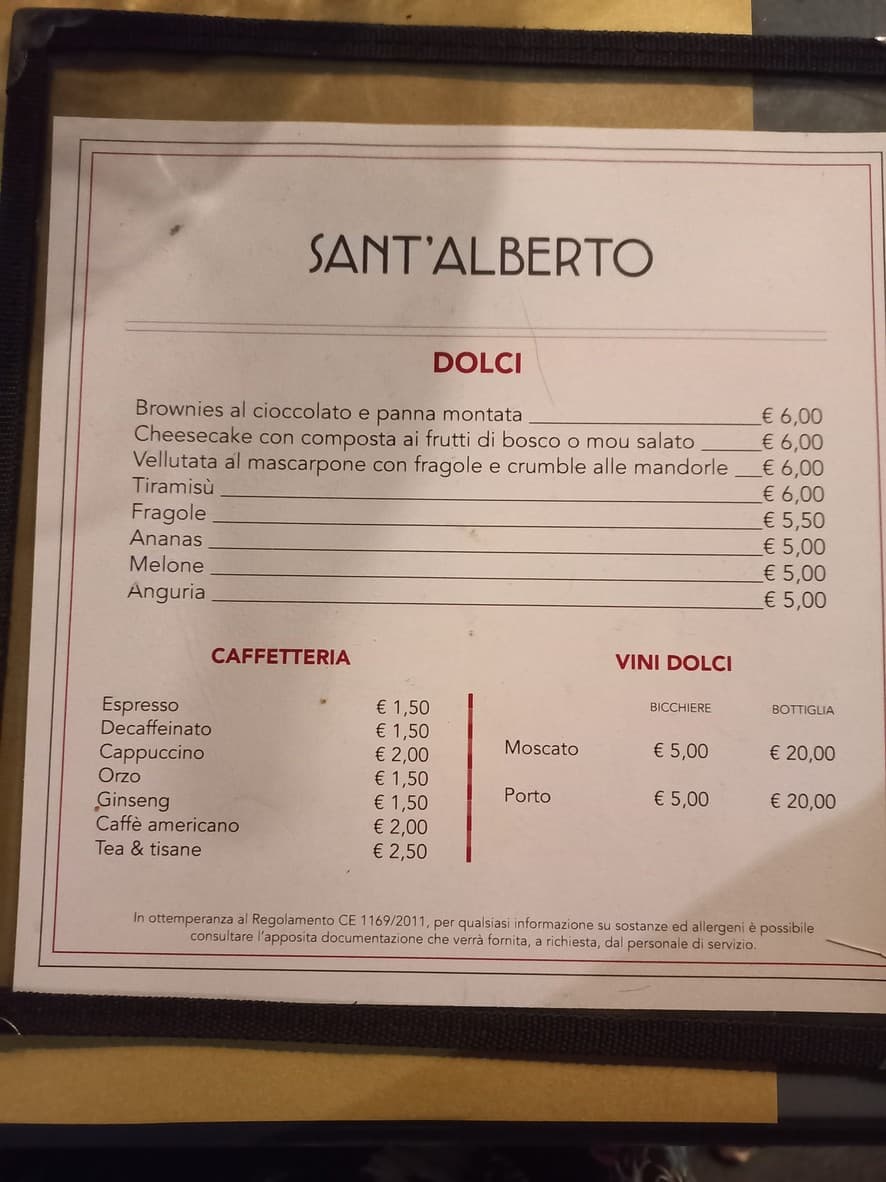 SANT'ALBERTO
DOLCI
Brownies al cioccolato e panna montata € 6,00
Cheesecake con composta ai frutti di bosco o mou salato € 6,00
Vellutata al mascarpone con fragole e crumble alle mandorle € 6,00
Tiramisù € 6,00
Fragole € 5,50
Ananas € 5,00
Melone € 5,00
Anguria € 5,00
CAFFETTERIA
Espresso € 1,50
Decaffeinato € 1,50
Cappuccino € 2,00
Orzo € 1,50
Ginseng € 1,50
Caffè americano € 2,00
Tea & tisane € 2,50
VINI DOLCI
BICCHIERE BOTTIGLIA
Moscato € 5,00 € 20,00
Porto € 5,00 € 20,00
In ottemperanza al Regolamento CE 1169/2011, per qualsiasi informazione su sostanze ed allergeni è possibile
consultare l'apposita documentazione che verrà fornita, a richiesta, dal personale di servizio.